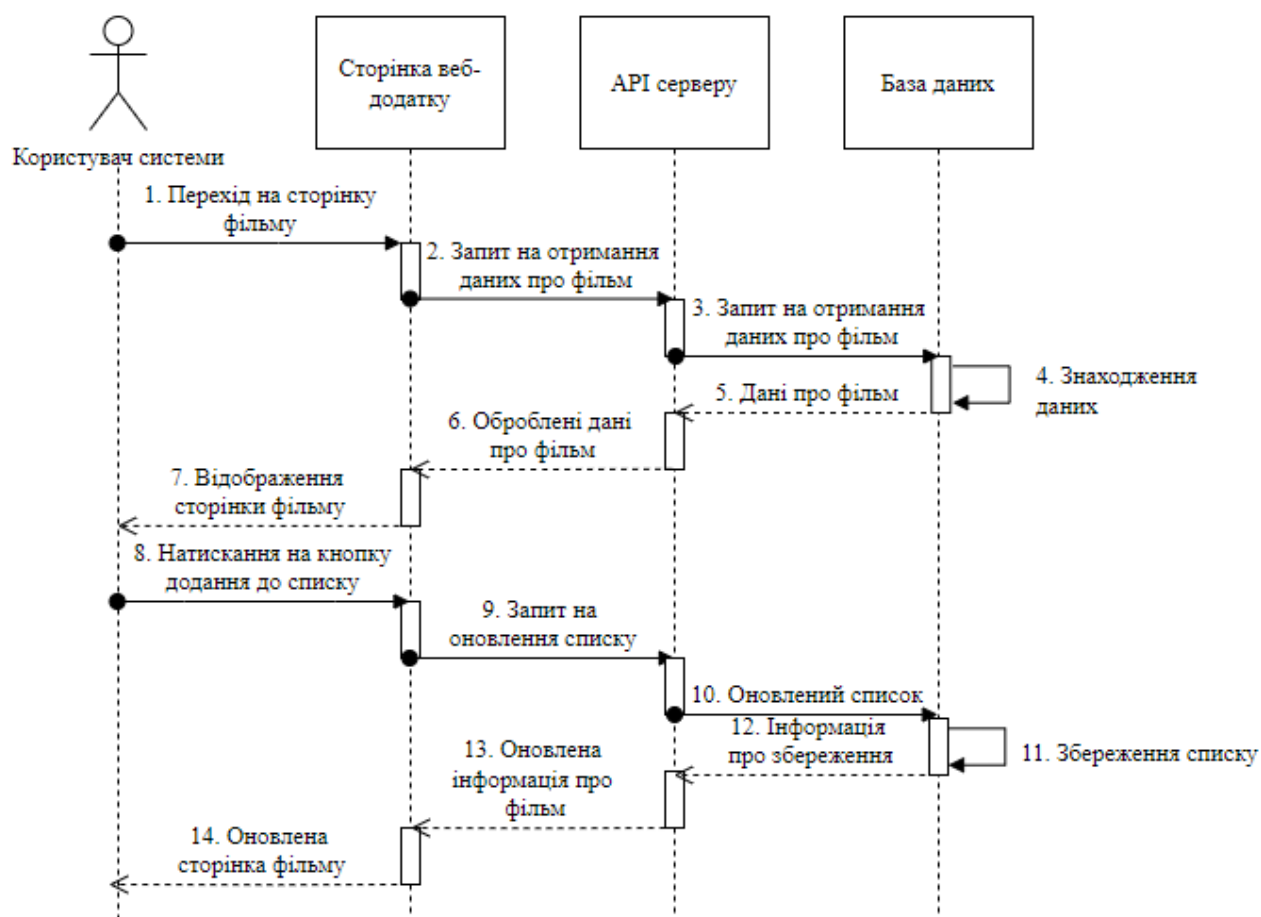 Сторінка веб-
додатку
API серверу
База даних
Користувач системи
1. Перехід на сторінку
фільму
2. Запит на отримання
даних про фільм
3. Запит на отримання
даних про фільм
4. Знаходження
даних
5. Дані про фільм
6. Оброблені дані
про фільм
7. Відображення
сторінки фільму
8. Натискання на кнопку
додання до списку
9. Запит на
оновлення списку
10. Оновлений список
11. Збереження списку
12. Інформація
про збереження
13. Оновлена
інформація про
фільм
14. Оновлена
сторінка фільму